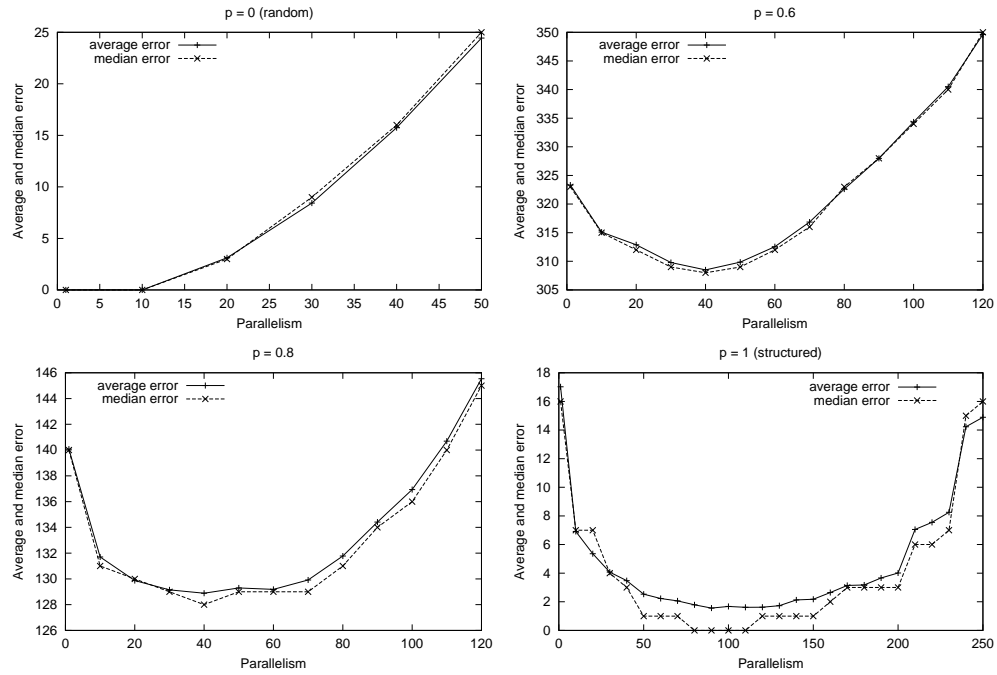 p = 0 (random)
average error
median error
Average and median error
25
20
15
10
5
0
0 5 10 15 20 25 30 35 40 45 50
Parallelism
p = 0.6
average error
median error
Average and median error
350
345
340
335
330
325
320
315
310
305
0 20 40 60 80 100 120
Parallelism
p = 0.8
average error
median error
Average and median error
146
144
142
140
138
136
134
132
130
128
126
0 20 40 60 80 100 120
Parallelism
p = 1 (structured)
average error
median error
Average and median error
18
16
14
12
10
8
6
4
2
0
0 50 100 150 200 250
Parallelism